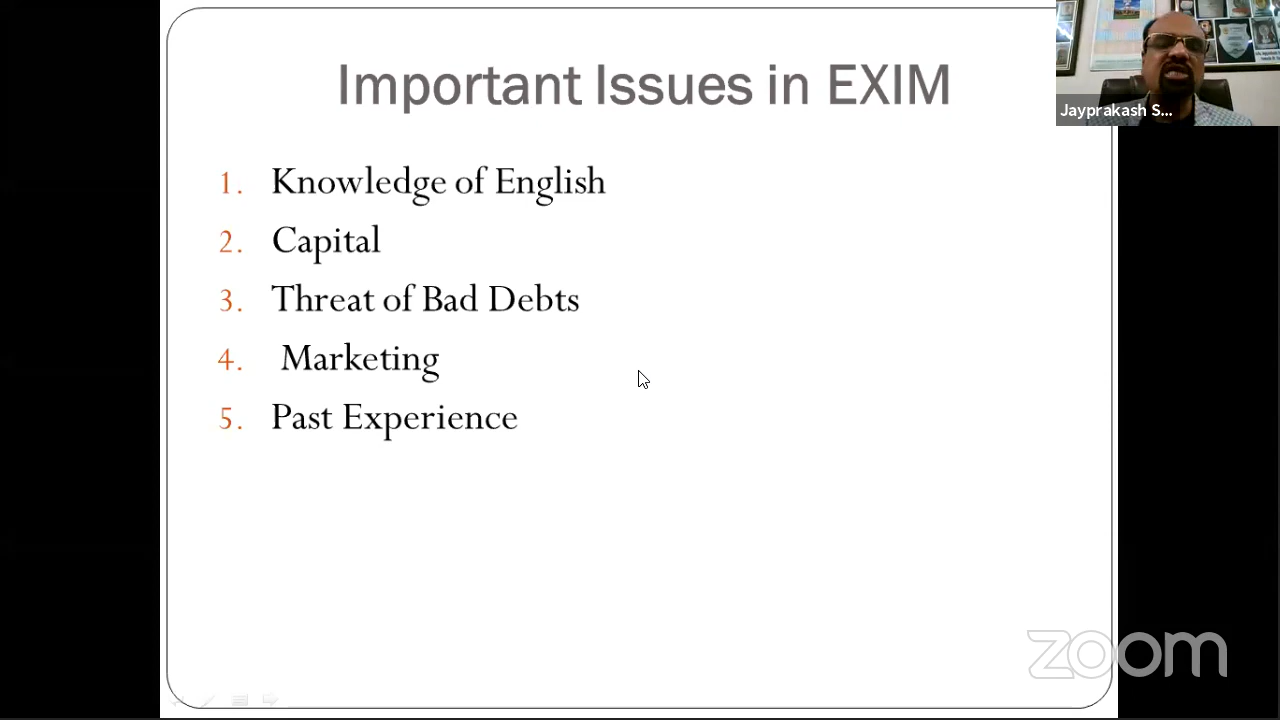 Important Issues in EXIM
Jayprakash S...
1. Knowledge of English
2. Capital
3. Threat of Bad Debts
4. Marketing
5. Past Experience
zoom